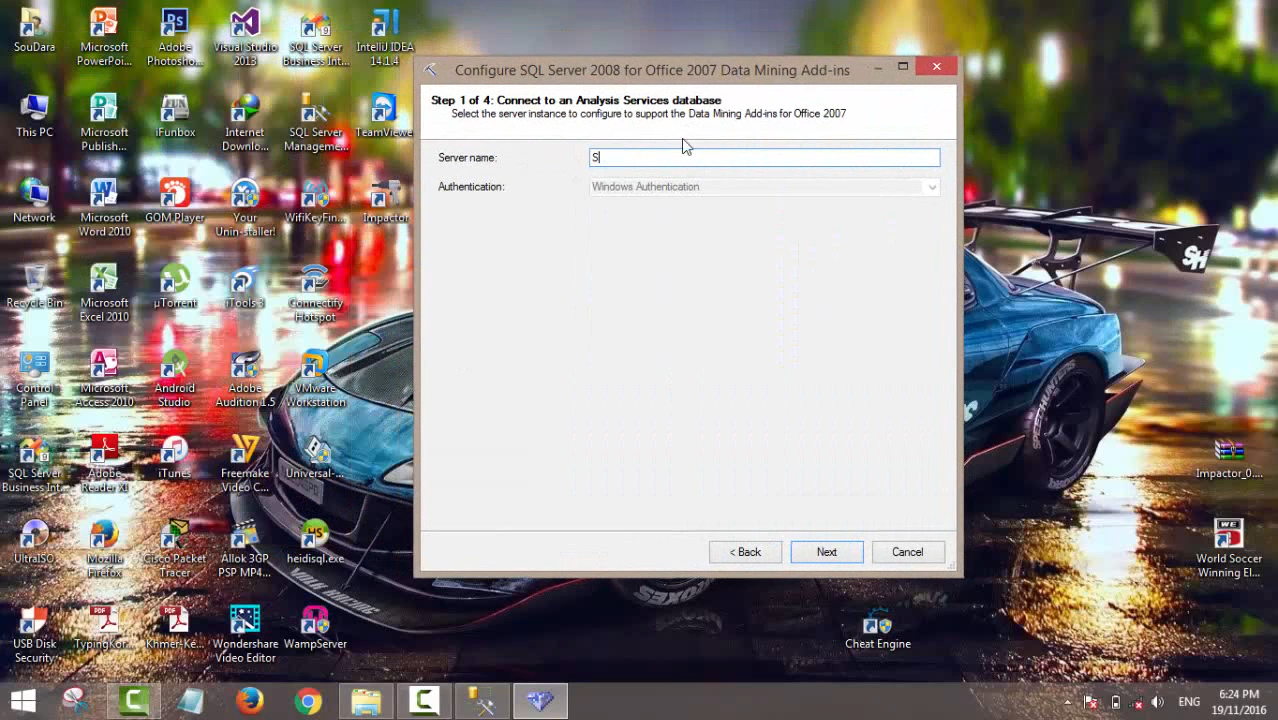 SouDara
Microsoft
PowerPoi...
Adobe
Photosho...
Visual Studio
2013
SQL Server
Business Int...
IntelliJ IDEA
14.1.4
This PC
Microsoft
Publish...
iFunbox
Internet
Downlo...
SQL Server
Manageme...
TeamViewer
Network
Microsoft
Word 2010
GOM Player
Your
Unin-staller!
WifiKeyFin...
Impactor
Recycle Bin
Microsoft
Excel 2010
µTorrent
iTools 3
Connectify
Hotspot
Control
Panel
Microsoft
Access 2010
Android
Studio
Adobe
Audition 1.5
VMware
Workstation
SQL Server
Business Int...
Adobe
Reader XI
iTunes
Freemake
Video C...
Universal-...
UltraISO
Mozilla
Firefox
Cisco Packet
Tracer
Allok 3GP
PSP MP4...
heidisql.exe
USB Disk
Security
TypingKor...
Khmer-Ke...
Wondershare
Video Editor
WampServer
Configure SQL Server 2008 for Office 2007 Data Mining Add-ins
Step 1 of 4: Connect to an Analysis Services database
Select the server instance to configure to support the Data Mining Add-ins for Office 2007
Server name:
S
Authentication:
Windows Authentication
< Back
Next
Cancel
SH
Impactor_0....
WE
World Soccer
Winning El...
Cheat Engine
ENG
6:24 PM
19/11/2016